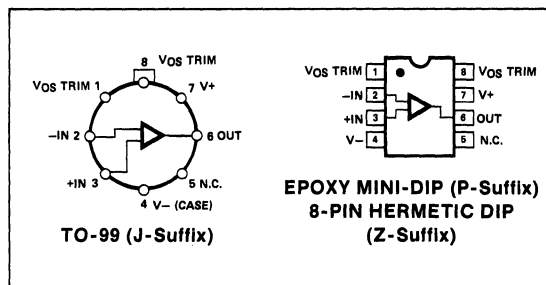 8 VOS TRIM
VOS TRIM 1
7 V+
–IN 2
6 OUT
+IN 3
5 N.C.
4 V– (CASE)
TO-99 (J-Suffix)
VOS TRIM 1
8 VOS TRIM
–IN 2
7 V+
+IN 3
6 OUT
V– 4
5 N.C.
EPOXY MINI-DIP (P-Suffix)
8-PIN HERMETIC DIP
(Z-Suffix)